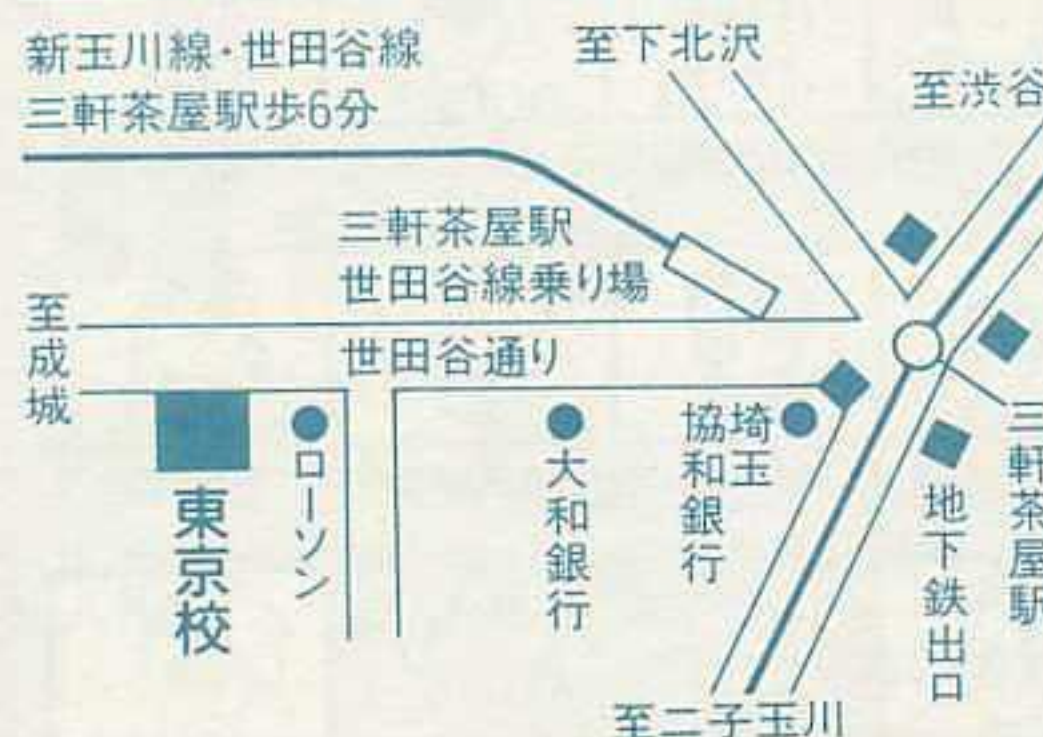 新玉川線・世田谷線
三軒茶屋駅歩6分
至下北沢
至渋谷
三軒茶屋駅
世田谷線乗り場
至成城
世田谷通り
東京校
ローソン
大和銀行
協和埼玉銀行
地下鉄出口
三軒茶屋駅
至二子玉川